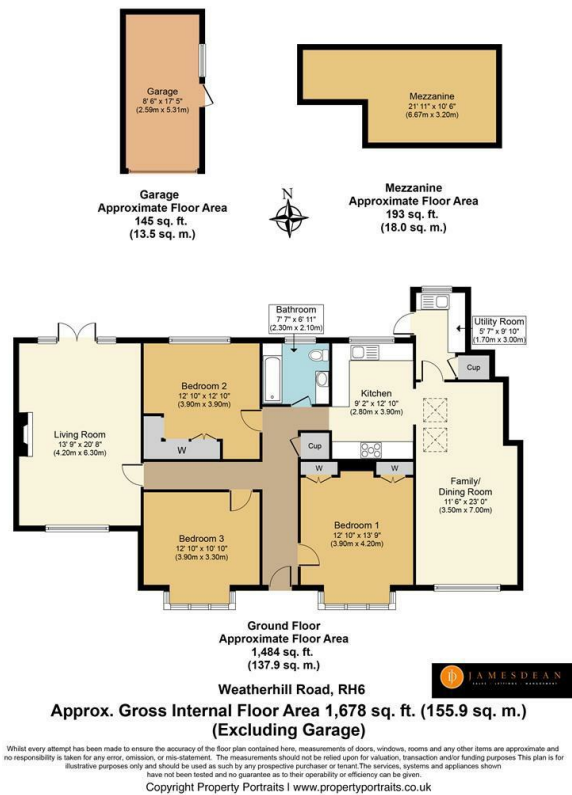 Garage
8' 6" x 17' 5"
(2.59m x 5.31m)
Mezzanine
21' 11" x 10' 6"
(6.67m x 3.20m)
Garage
Approximate Floor Area
145 sq. ft.
(13.5 sq. m.)
N
Mezzanine
Approximate Floor Area
193 sq. ft.
(18.0 sq. m.)
Bathroom
7' 7" x 6' 11"
(2.30m x 2.10m)
Utility Room
5' 7" x 9' 10"
(1.70m x 3.00m)
Cup
Bedroom 2
12' 10" x 12' 10"
(3.90m x 3.90m)
Kitchen
9' 2" x 12' 10"
(2.80m x 3.90m)
Living Room
13' 9" x 20' 8"
(4.20m x 6.30m)
W
Cup
W
W
Family/
Dining Room
11' 6" x 23' 0"
(3.50m x 7.00m)
Bedroom 3
12' 10" x 10' 10"
(3.90m x 3.30m)
Bedroom 1
12' 10" x 13' 9"
(3.90m x 4.20m)
Ground Floor
Approximate Floor Area
1,484 sq. ft.
(137.9 sq. m.)
JAMESDEAN
SALES · LETTINGS · MANAGEMENT
Weatherhill Road, RH6
Approx. Gross Internal Floor Area 1,678 sq. ft. (155.9 sq. m.)
(Excluding Garage)
Whilst every attempt has been made to ensure the accuracy of the floor plan contained here, measurements of doors, windows, rooms and any other items are approximate and
no responsibility is taken for any error, omission, or mis-statement. The measurements should not be relied upon for valuation, transaction and/or funding purposes This plan is for
illustrative purposes only and should be used as such by any prospective purchaser or tenant.The services, systems and appliances shown
have not been tested and no guarantee as to their operability or efficiency can be given.
Copyright Property Portraits I www.propertyportraits.co.uk